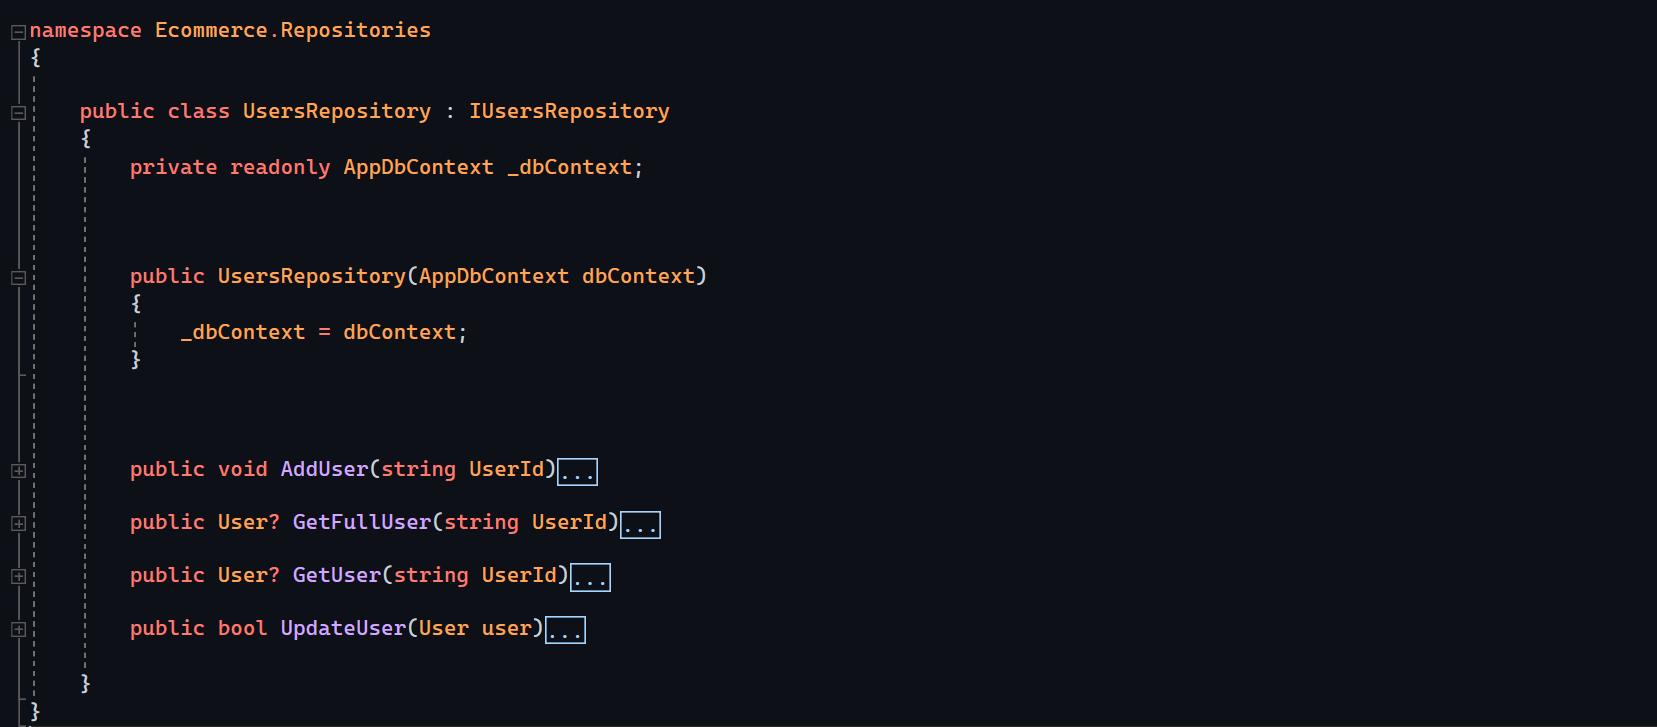 namespace Ecommerce.Repositories
{
public class UsersRepository : IUsersRepository
{
private readonly AppDbContext _dbContext;
public UsersRepository(AppDbContext dbContext)
{
_dbContext = dbContext;
}
public void AddUser(string UserId)...
public User? GetFullUser(string UserId)...
public User? GetUser(string UserId)...
public bool UpdateUser(User user)...
}
}